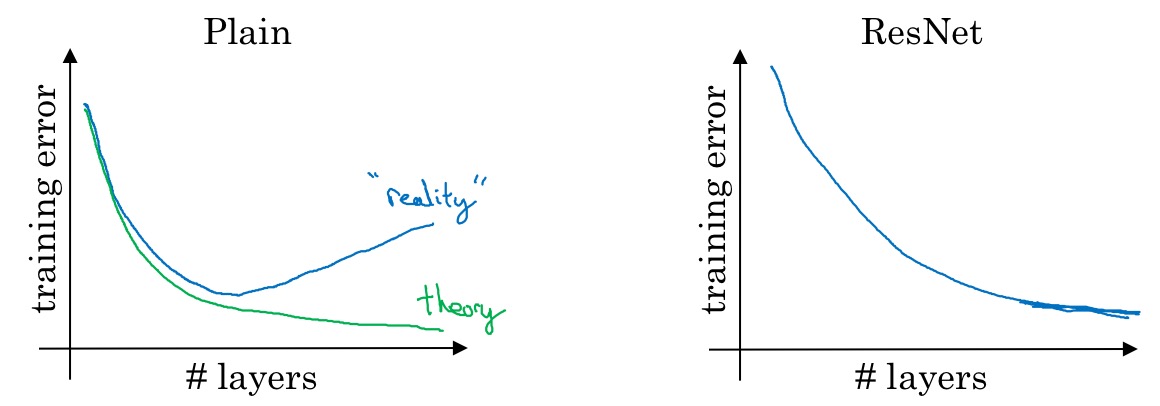 Plain
training error
"reality"
theory
# layers
ResNet
training error
# layers